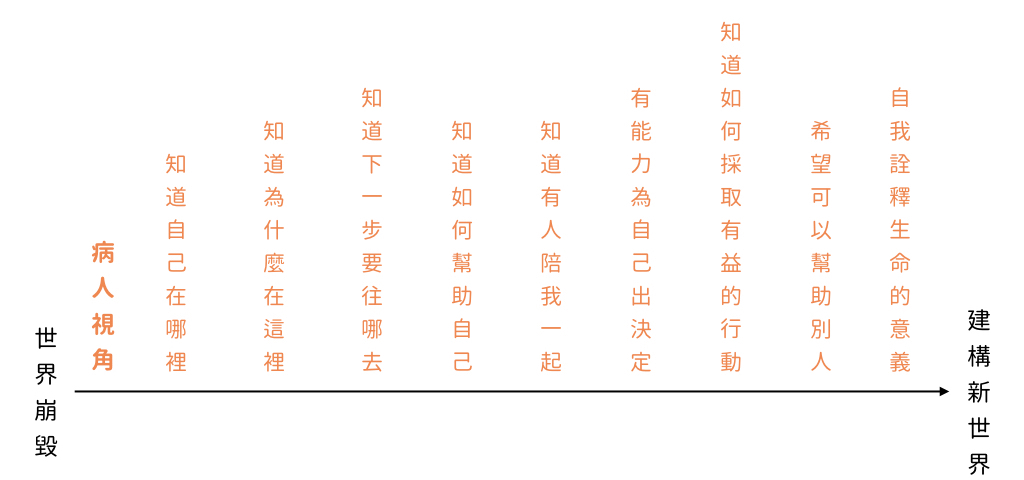 世界崩毀
病人視角
知道自己在哪裡
知道為什麼在這裡
知道下一步要往哪去
知道如何幫助自己
知道有人陪我一起
有能力為自己出決定
知道如何採取有益的行動
希望可以幫助別人
自我詮釋生命的意義
建構新世界